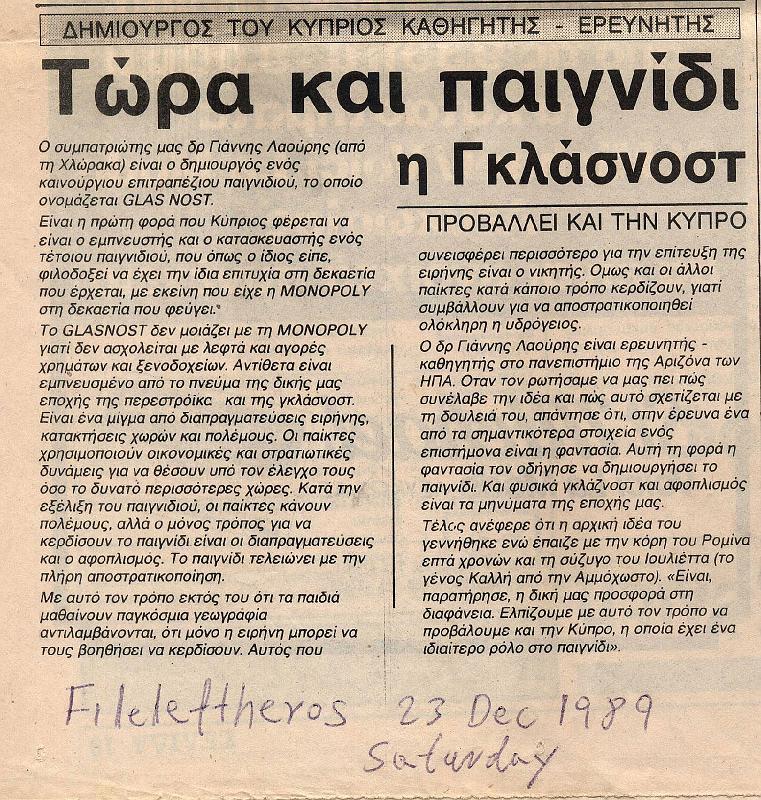 ΔΗΜΙΟΥΡΓΟΣ ΤΟΥ ΚΥΠΡΙΟΣ ΚΑΘΗΓΗΤΗΣ - ΕΡΕΥΝΗΤΗΣ
Τώρα και παιγνίδι
η Γκλάσνοστ
ΠΡΟΒΑΛΛΕΙ ΚΑΙ ΤΗΝ ΚΥΠΡΟ
Ο συμπατριώτης μας δρ Γιάννης Λαούρης (από
τη Χλώρακα) είναι ο δημιουργός ενός
καινούργιου επιτραπέζιου παιγνιδιού, το οποίο
ονομάζεται GLAS NOST.
Είναι η πρώτη φορά που Κύπριος φέρεται να
είναι ο εμπνευστής και ο κατασκευαστής ενός
τέτοιου παιγνιδιού, που όπως ο ίδιος είπε,
φιλοδοξεί να έχει την ίδια επιτυχία στη δεκαετία
που έρχεται, με εκείνη που είχε η MONOPOLY
στη δεκαετία που φεύγει.
Το GLASNOST δεν μοιάζει με τη MONOPOLY
γιατί δεν ασχολείται με λεφτά και αγορές
χρημάτων και ξενοδοχείων. Αντίθετα είναι
εμπνευσμένο από το πνεύμα της δικής μας
εποχής της περεστρόϊκα και της γκλάσνοστ.
Είναι ένα μίγμα από διαπραγματεύσεις ειρήνης,
κατακτήσεις χωρών και πολέμους. Οι παίκτες
χρησιμοποιούν οικονομικές και στρατιωτικές
δυνάμεις για να θέσουν υπό τον έλεγχο τους
όσο το δυνατό περισσότερες χώρες. Κατά την
εξέλιξη του παιγνιδιού, οι παίκτες κάνουν
πολέμους, αλλά ο μόνος τρόπος για να
κερδίσουν το παιγνίδι είναι οι διαπραγματεύσεις
και ο αφοπλισμός. Το παιγνίδι τελειώνει με την
πλήρη αποστρατικοποίηση.
Με αυτό τον τρόπο εκτός του ότι τα παιδιά
μαθαίνουν παγκόσμια γεωγραφία
αντιλαμβάνονται, ότι μόνο η ειρήνη μπορεί να
τους βοηθήσει να κερδίσουν. Αυτός που
συνεισφέρει περισσότερο για την επίτευξη της
ειρήνης είναι ο νικητής. Ομως και οι άλλοι
παίκτες κατά κάποιο τρόπο κερδίζουν, γιατί
συμβάλλουν για να αποστρατικοποιηθεί
ολόκληρη η υδρόγειος.
Ο δρ Γιάννης Λαούρης είναι ερευνητής -
καθηγητής στο πανεπιστήμιο της Αριζόνα των
ΗΠΑ. Οταν τον ρωτήσαμε να μας πει πώς
συνέλαβε την ιδέα και πώς αυτό σχετίζεται με
τη δουλειά του, απάντησε ότι, στην έρευνα ένα
από τα σημαντικότερα στοιχεία ενός
επιστήμονα είναι η φαντασία. Αυτή τη φορά η
φαντασία τον οδήγησε να δημιουργήσει το
παιγνίδι. Και φυσικά γκλάζνοστ και αφοπλισμός
είναι τα μηνύματα της εποχής μας.
Τέλος ανέφερε ότι η αρχική ιδέα του
γεννήθηκε ενώ έπαιζε με την κόρη του Ρομίνα
επτά χρονών και τη σύζυγο του Ιουλιέττα (το
γένος Καλλή από την Αμμόχωστο). «Είναι,
παρατήρησε, η δική μας προσφορά στη
διαφάνεια. Ελπίζουμε με αυτό τον τρόπο να
προβάλουμε και την Κύπρο, η οποία έχει ένα
ιδιαίτερο ρόλο στο παιγνίδι».
Fileleftheros 23 Dec 1989
Saturday